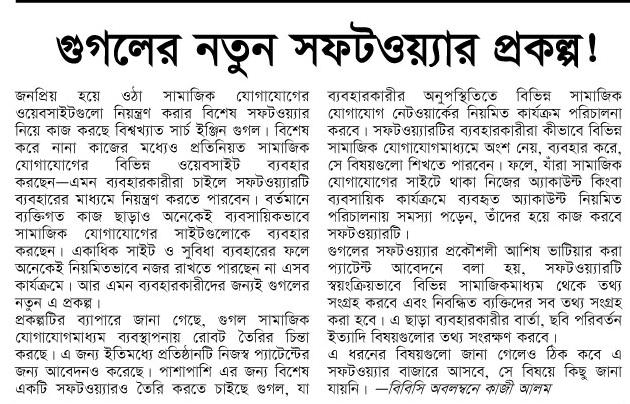 গুগলের নতুন সফটওয়্যার প্রকল্প!
জনপ্রিয় হয়ে ওঠা সামাজিক যোগাযোগের
ওয়েবসাইটগুলো নিয়ন্ত্রণ করার বিশেষ সফটওয়্যার
নিয়ে কাজ করছে বিশ্বখ্যাত সার্চ ইঞ্জিন গুগল। বিশেষ
করে নানা কাজের মধ্যেও প্রতিনিয়ত সামাজিক
যোগাযোগের বিভিন্ন ওয়েবসাইট ব্যবহার
করছেন—এমন ব্যবহারকারীরা চাইলে সফটওয়্যারটি
ব্যবহারের মাধ্যমে নিয়ন্ত্রণ করতে পারবেন। বর্তমানে
ব্যক্তিগত কাজ ছাড়াও অনেকেই ব্যবসায়িকভাবে
সামাজিক যোগাযোগের সাইটগুলোকে ব্যবহার
করছেন। একাধিক সাইট ও সুবিধা ব্যবহারের ফলে
অনেকেই নিয়মিতভাবে নজর রাখতে পারছেন না এসব
কার্যক্রমে। আর এমন ব্যবহারকারীদের জন্যই গুগলের
নতুন এ প্রকল্প।
প্রকল্পটির ব্যাপারে জানা গেছে, গুগল সামাজিক
যোগাযোগমাধ্যম ব্যবস্থাপনায় রোবট তৈরির চিন্তা
করছে। এ জন্য ইতিমধ্যে প্রতিষ্ঠানটি নিজস্ব প্যাটেন্টের
জন্য আবেদনও করেছে। পাশাপাশি এর জন্য বিশেষ
একটি সফটওয়্যারও তৈরি করতে চাইছে গুগল, যা
ব্যবহারকারীর অনুপস্থিতিতে বিভিন্ন সামাজিক
যোগাযোগ নেটওয়ার্কের নিয়মিত কার্যক্রম পরিচালনা
করবে। সফটওয়্যারটির ব্যবহারকারীরা কীভাবে বিভিন্ন
সামাজিক যোগাযোগমাধ্যমে অংশ নেয়, ব্যবহার করে,
সে বিষয়গুলো শিখতে পারবেন। ফলে, যাঁরা সামাজিক
যোগাযোগের সাইটে থাকা নিজের অ্যাকাউন্ট কিংবা
ব্যবসায়িক কার্যক্রমে ব্যবহৃত অ্যাকাউন্ট নিয়মিত
পরিচালনায় সমস্যা পড়েন, তাঁদের হয়ে কাজ করবে
সফটওয়্যারটি।
গুগলের সফটওয়্যার প্রকৌশলী আশিষ ভাটিয়ার করা
প্যাটেন্ট আবেদনে বলা হয়, সফটওয়্যারটি
স্বয়ংক্রিয়ভাবে বিভিন্ন সামাজিকমাধ্যম থেকে তথ্য
সংগ্রহ করবে এবং নিবন্ধিত ব্যক্তিদের সব তথ্য সংগ্রহ
করা হবে। এ ছাড়া ব্যবহারকারীর বার্তা, ছবি পরিবর্তন
ইত্যাদি বিষয়গুলোর তথ্য সংরক্ষণ করবে।
এ ধরনের বিষয়গুলো জানা গেলেও ঠিক কবে এ
সফটওয়্যার বাজারে আসবে, সে বিষয়ে কিছু জানা
যায়নি। —বিবিসি অবলম্বনে কাজী আলম